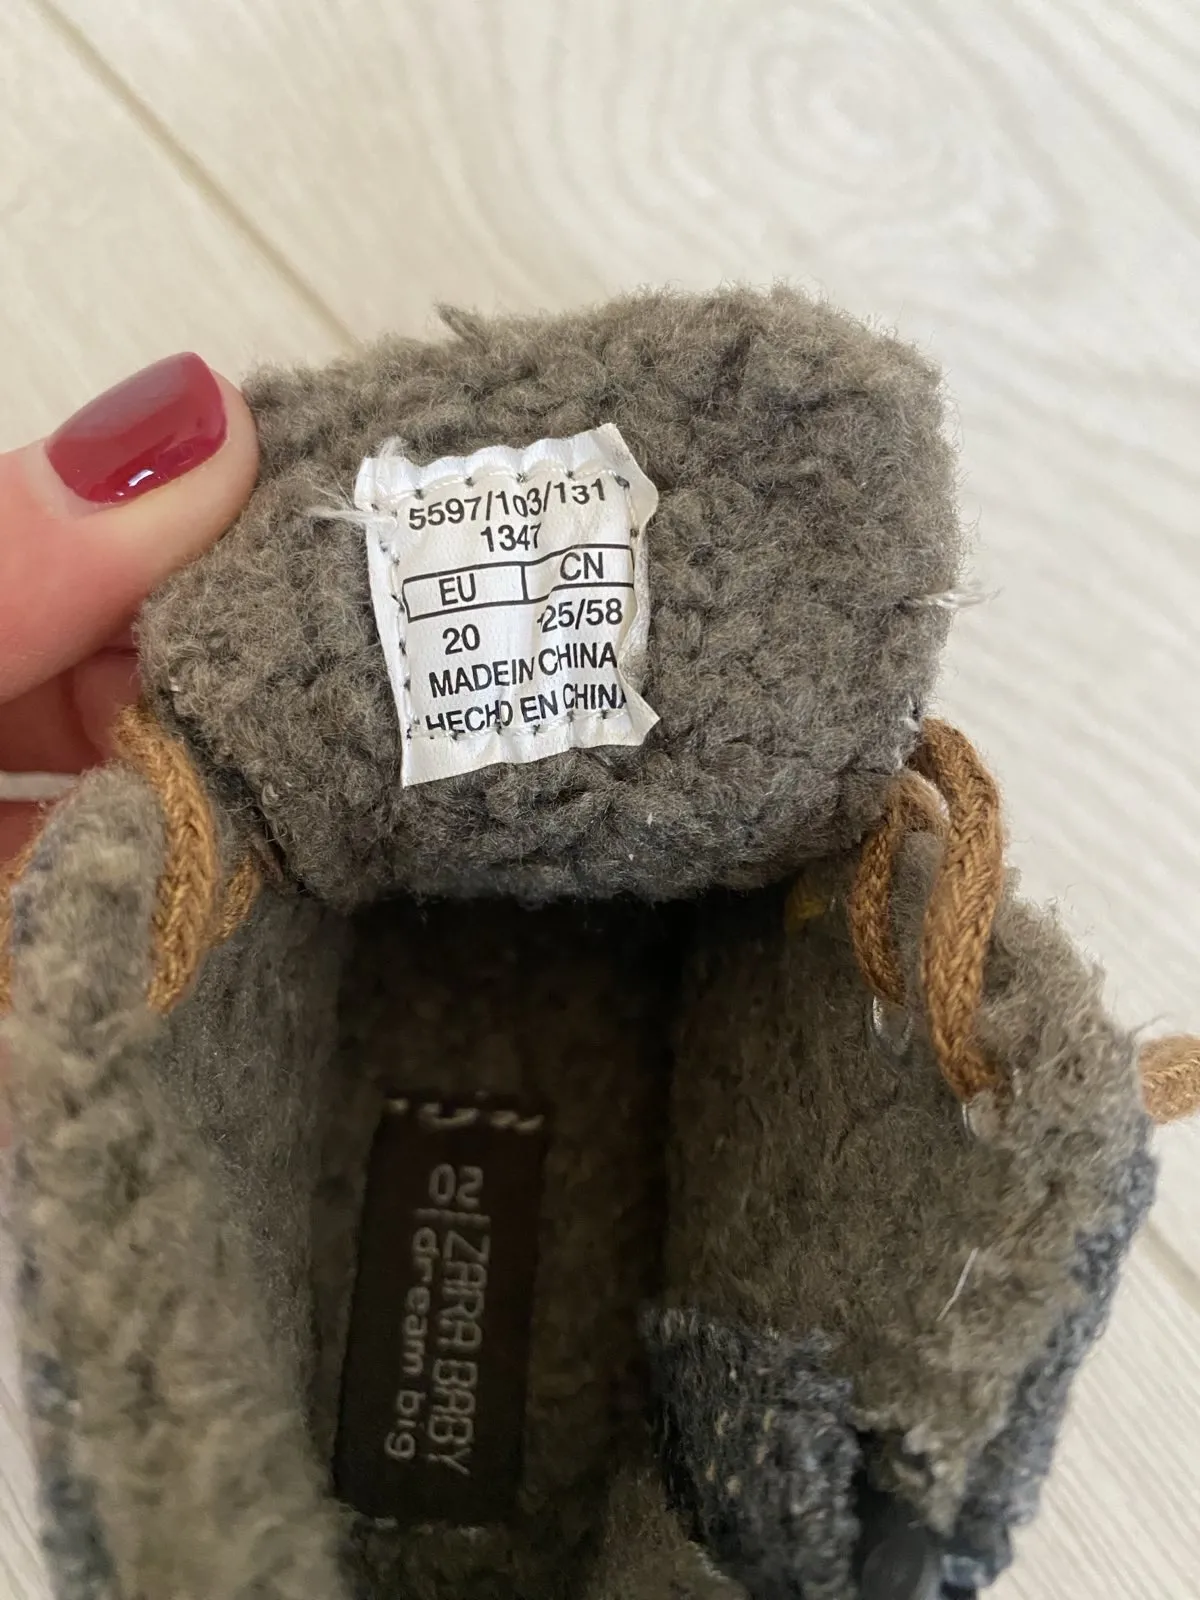 5597/103/131
1347
EU CN
20 125/58
MADE IN CHINA
HECHO EN CHINA
20 | ZARA BABY
dream big